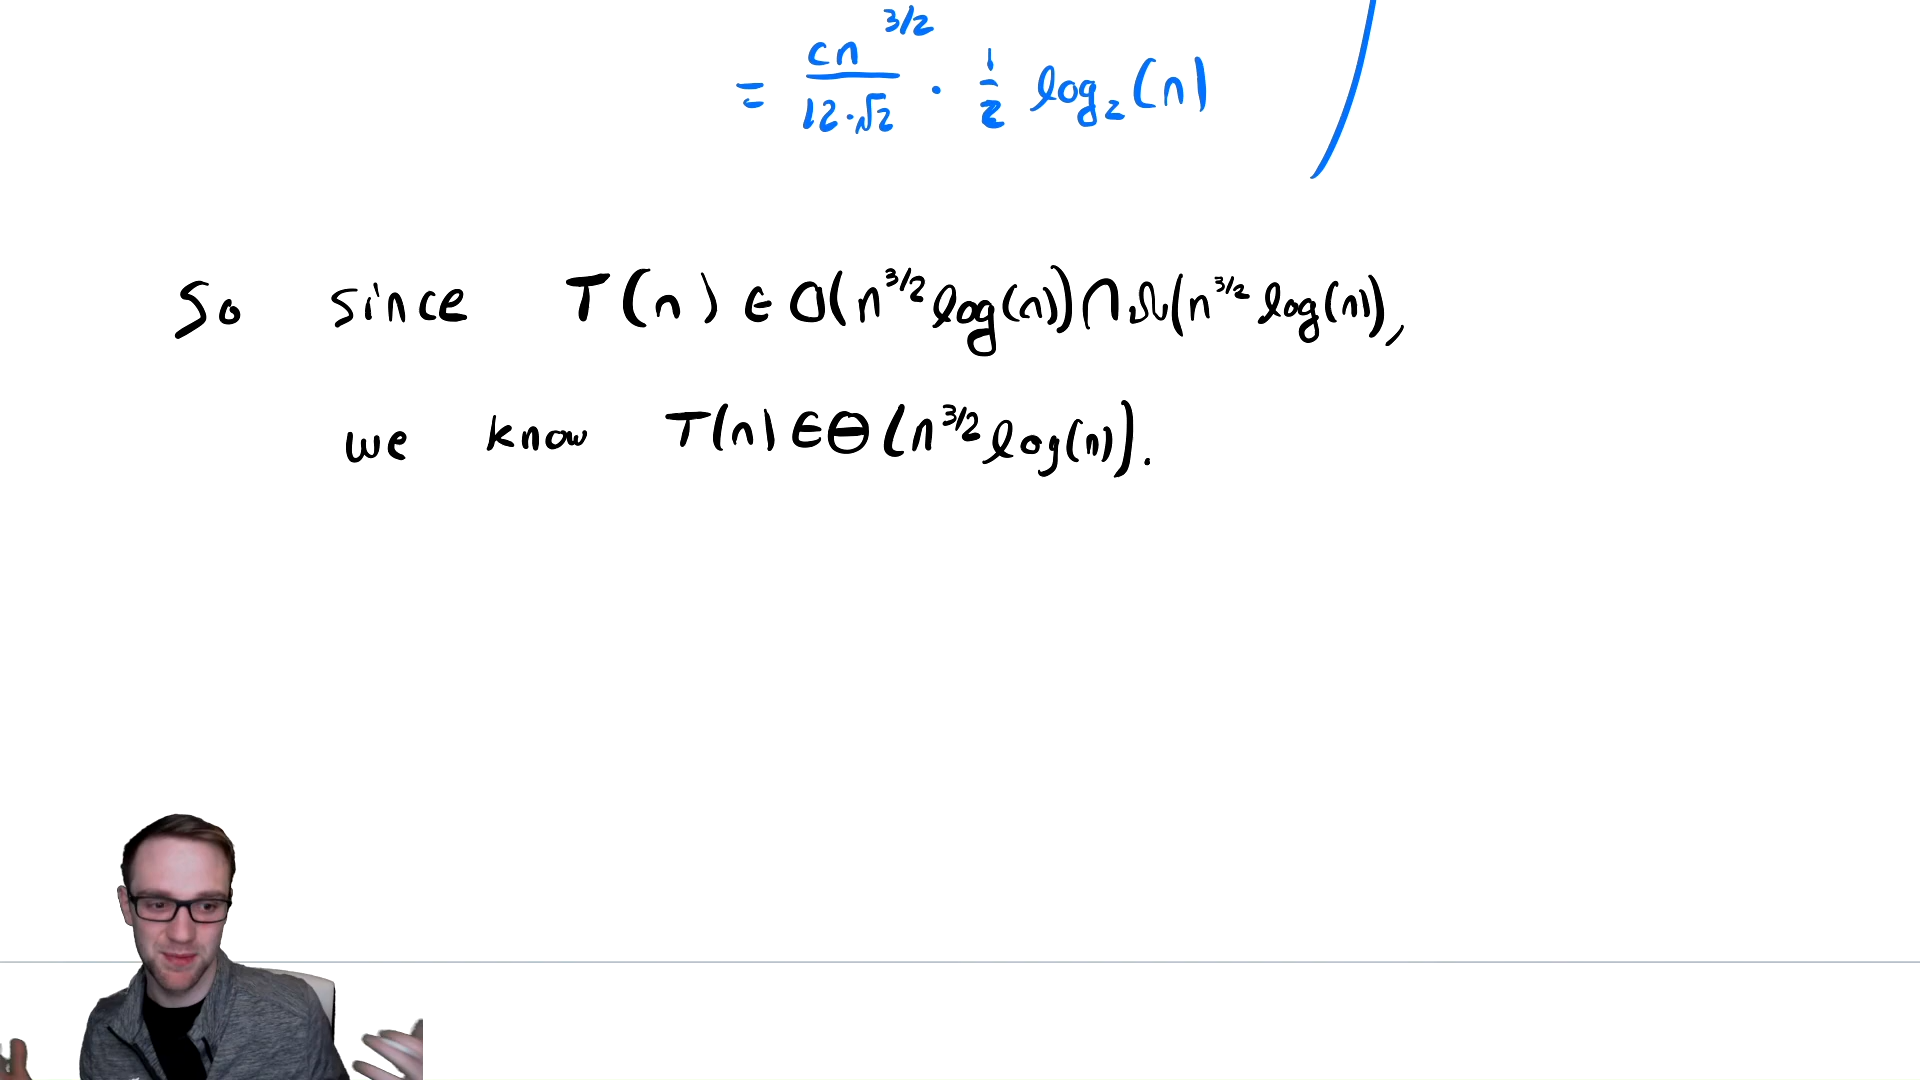 = cn^3/2 / 12·√2 · 1/2 log₂(n)
So since T(n) ∈ O(n^3/2 log(n)) ∩ Ω(n^3/2 log(n)),
we know T(n) ∈ Θ(n^3/2 log(n)).